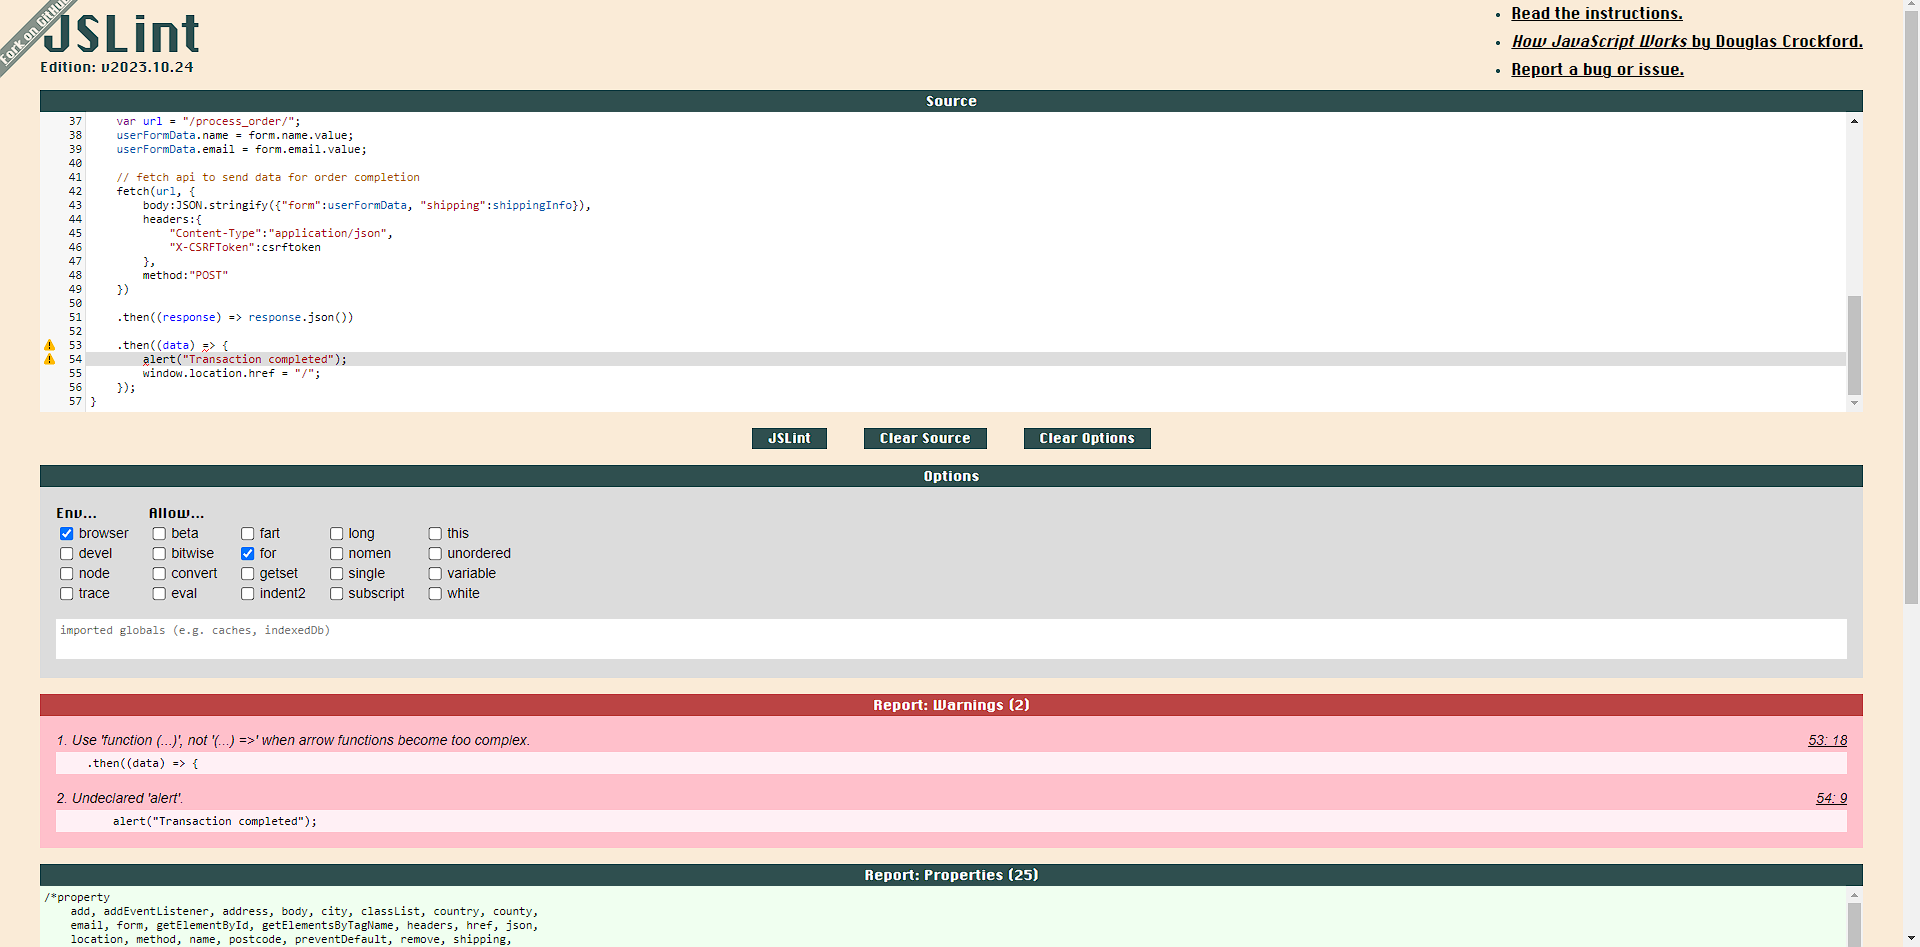 Fork on GitHub
JSLint
Edition: v2023.10.24
Read the instructions.
How JavaScript Works by Douglas Crockford.
Report a bug or issue.
Source
37 var url = "/process_order/";
38 userFormData.name = form.name.value;
39 userFormData.email = form.email.value;
40
41 // fetch api to send data for order completion
42 fetch(url, {
43 body:JSON.stringify({"form":userFormData, "shipping":shippingInfo}),
44 headers:{
45 "Content-Type":"application/json",
46 "X-CSRFToken":csrftoken
47 },
48 method:"POST"
49 })
50
51 .then((response) => response.json())
52
53 .then((data) => {
54 alert("Transaction completed");
55 window.location.href = "/";
56 });
57 }
JSLint Clear Source Clear Options
Options
Env... Allow...
browser beta fart long this
devel bitwise for nomen unordered
node convert getset single variable
trace eval indent2 subscript white
imported globals (e.g. caches, indexedDb)
Report: Warnings (2)
1. Use 'function (...)', not '(...) =>' when arrow functions become too complex. 53: 18
.then((data) => {
2. Undeclared 'alert'. 54: 9
alert("Transaction completed");
Report: Properties (25)
/*property
add, addEventListener, address, body, city, classList, country, county,
email, form, getElementById, getElementsByTagName, headers, href, json,
location, method, name, postcode, preventDefault, remove, shipping,